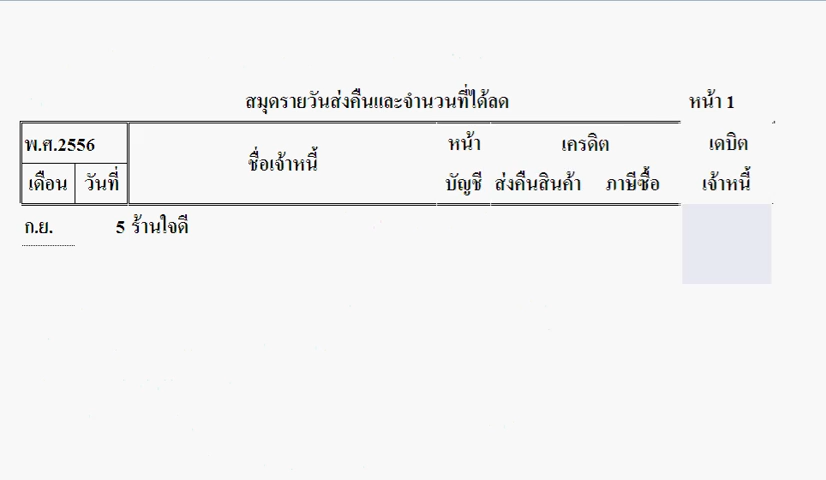 สมุดรายวันส่งคืนและจำนวนที่ได้ลด หน้า 1
พ.ศ.2556 ชื่อเจ้าหนี้ หน้า เครดิต เดบิต
เดือน วันที่ บัญชี ส่งคืนสินค้า ภาษีซื้อ เจ้าหนี้
ก.ย. 5 ร้านใจดี